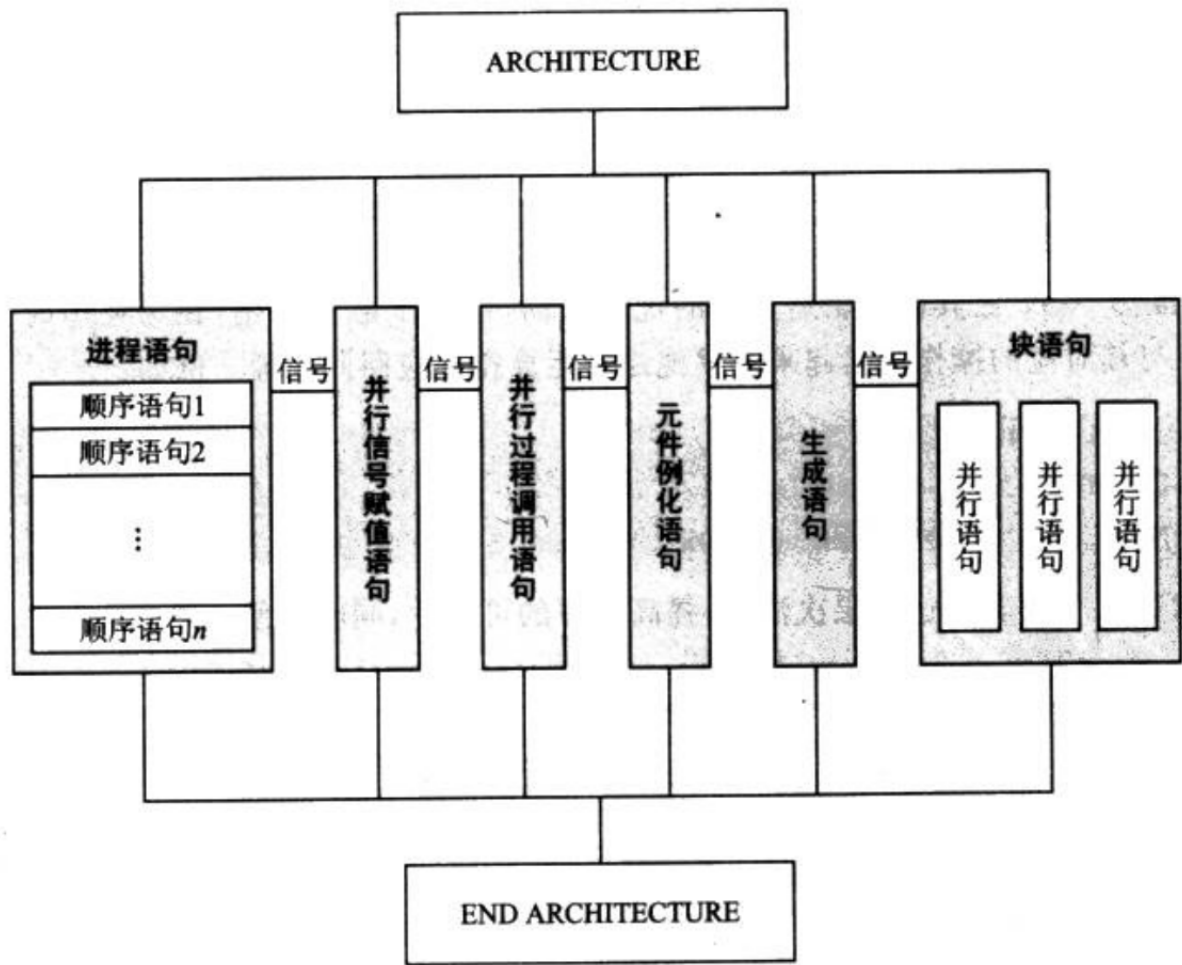 ARCHITECTURE
进程语句
顺序语句1
顺序语句2
⋮
顺序语句n
信号
并行信号赋值语句
信号
并行过程调用语句
信号
元件例化语句
信号
生成语句
信号
块语句
并行语句
并行语句
并行语句
END ARCHITECTURE